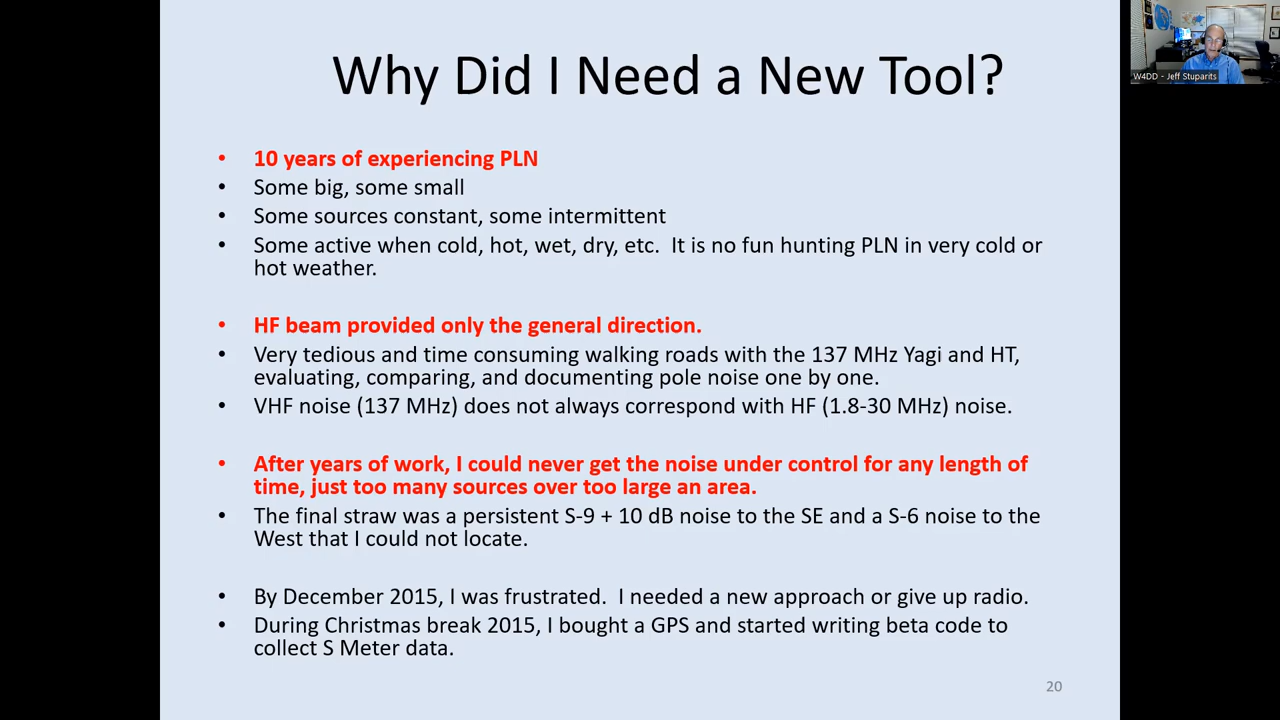 Why Did I Need a New Tool?
• 10 years of experiencing PLN
• Some big, some small
• Some sources constant, some intermittent
• Some active when cold, hot, wet, dry, etc.  It is no fun hunting PLN in very cold or
hot weather.
• HF beam provided only the general direction.
• Very tedious and time consuming walking roads with the 137 MHz Yagi and HT,
evaluating, comparing, and documenting pole noise one by one.
• VHF noise (137 MHz) does not always correspond with HF (1.8-30 MHz) noise.
• After years of work, I could never get the noise under control for any length of
time, just too many sources over too large an area.
• The final straw was a persistent S-9 + 10 dB noise to the SE and a S-6 noise to the
West that I could not locate.
• By December 2015, I was frustrated.  I needed a new approach or give up radio.
• During Christmas break 2015, I bought a GPS and started writing beta code to
collect S Meter data.
20
W4DD - Jeff Stuparits